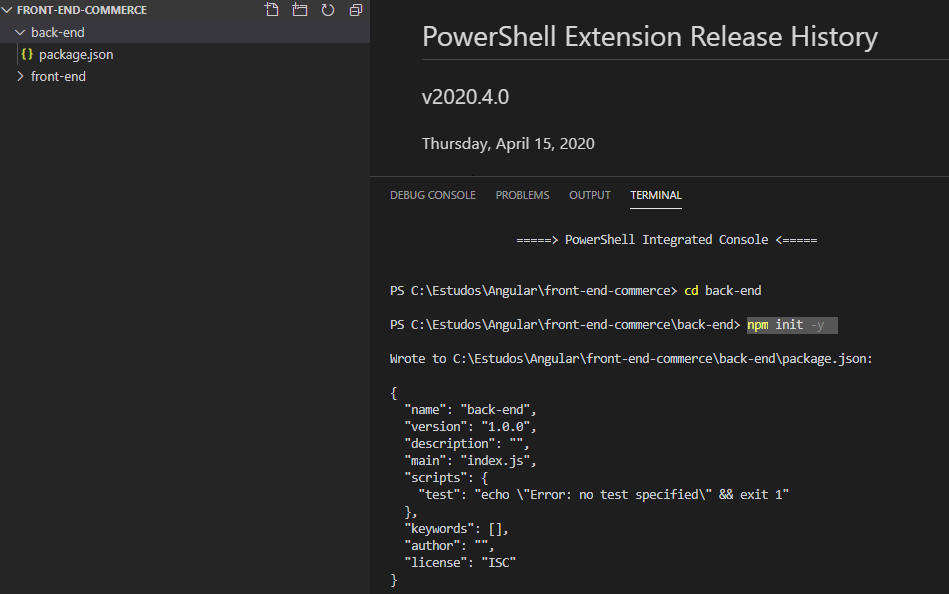 FRONT-END-COMMERCE
back-end
{} package.json
front-end
PowerShell Extension Release History
v2020.4.0
Thursday, April 15, 2020
DEBUG CONSOLE PROBLEMS OUTPUT TERMINAL
=====> PowerShell Integrated Console <=====
PS C:\Estudos\Angular\front-end-commerce> cd back-end
PS C:\Estudos\Angular\front-end-commerce\back-end> npm init -y
Wrote to C:\Estudos\Angular\front-end-commerce\back-end\package.json:
{
  "name": "back-end",
  "version": "1.0.0",
  "description": "",
  "main": "index.js",
  "scripts": {
    "test": "echo \"Error: no test specified\" && exit 1"
  },
  "keywords": [],
  "author": "",
  "license": "ISC"
}